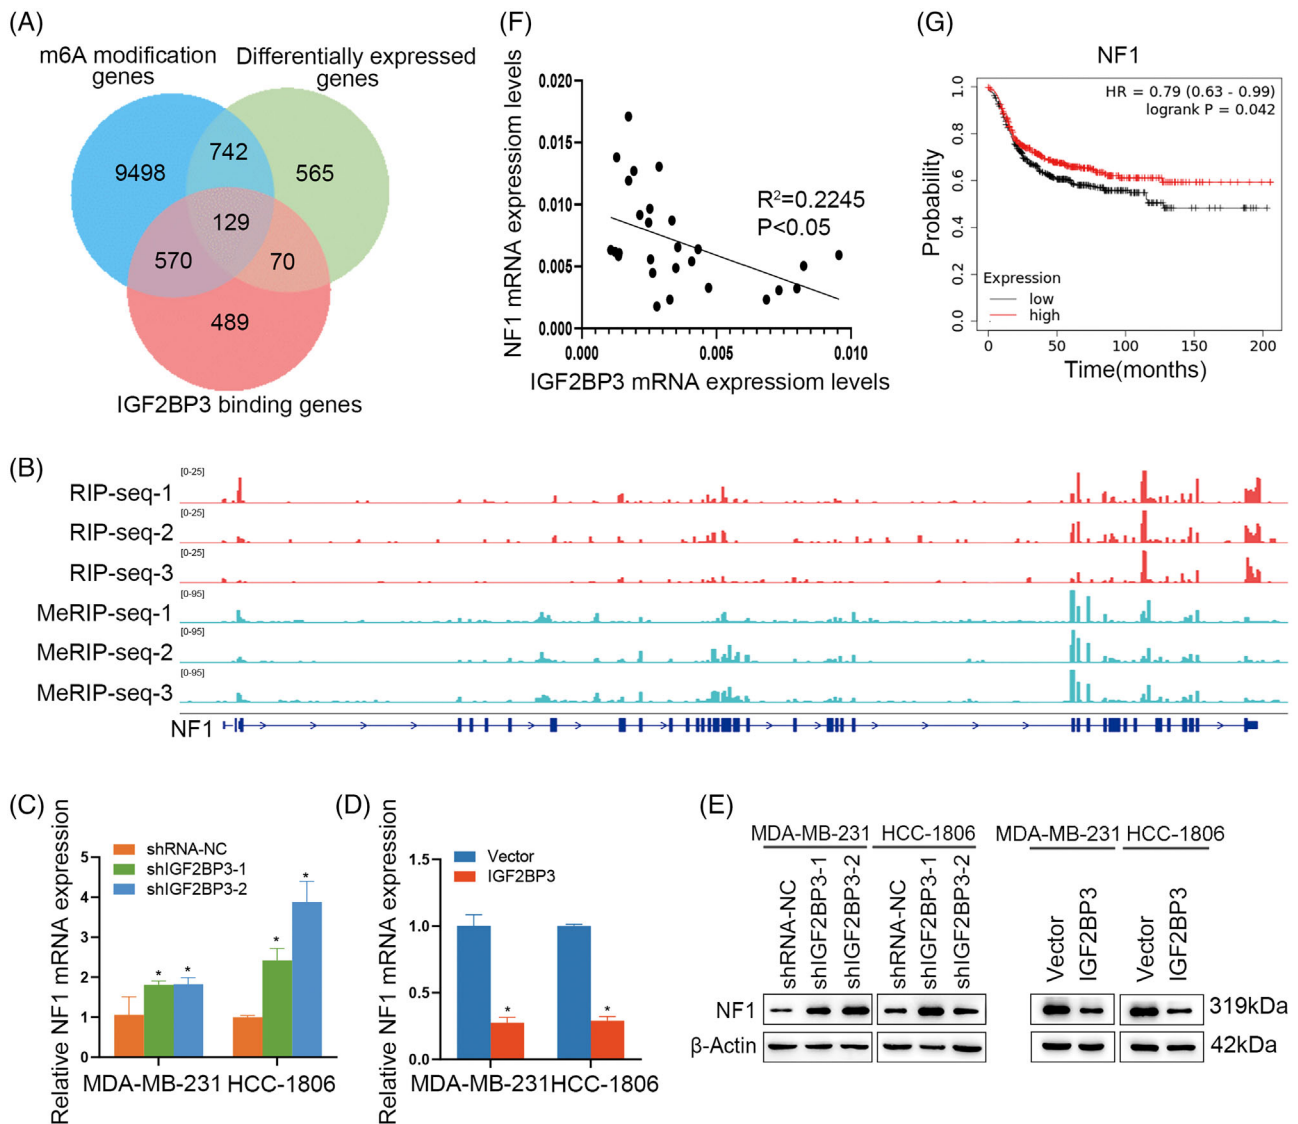 (A)
m6A modification
genes
Differentially expressed
genes
9498
742
565
129
570
70
489
IGF2BP3 binding genes
(F)
NF1 mRNA expression levels
0.020
0.015
0.010
0.005
0.000
R²=0.2245
P<0.05
0.000
0.005
0.010
IGF2BP3 mRNA expressiom levels
(G)
NF1
HR = 0.79 (0.63 - 0.99)
logrank P = 0.042
Probability
1.0
0.8
0.6
0.4
0.2
0.0
Expression
low
high
0
50
100
150
200
Time(months)
(B)
[0-25]
RIP-seq-1
[0-25]
RIP-seq-2
[0-25]
RIP-seq-3
[0-95]
MeRIP-seq-1
[0-95]
MeRIP-seq-2
[0-95]
MeRIP-seq-3
NF1
(C)
Relative NF1 mRNA expression
shRNA-NC
shIGF2BP3-1
shIGF2BP3-2
5
4
3
2
1
0
*
*
*
*
MDA-MB-231
HCC-1806
(D)
Relative NF1 mRNA expression
Vector
IGF2BP3
1.5
1.0
0.5
0.0
*
*
MDA-MB-231
HCC-1806
(E)
MDA-MB-231
HCC-1806
shRNA-NC
shIGF2BP3-1
shIGF2BP3-2
shRNA-NC
shIGF2BP3-1
shIGF2BP3-2
MDA-MB-231
HCC-1806
Vector
IGF2BP3
Vector
IGF2BP3
NF1
319kDa
β-Actin
42kDa